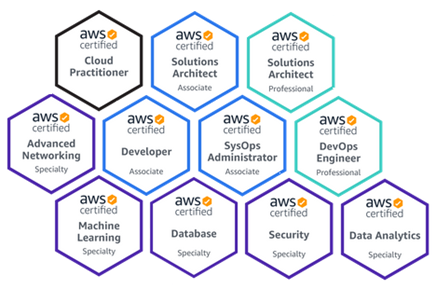 aws
certified
Cloud
Practitioner
aws
certified
Solutions
Architect
Associate
aws
certified
Solutions
Architect
Professional
aws
certified
Advanced
Networking
Specialty
aws
certified
Developer
Associate
aws
certified
SysOps
Administrator
Associate
aws
certified
DevOps
Engineer
Professional
aws
certified
Machine
Learning
Specialty
aws
certified
Database
Specialty
aws
certified
Security
Specialty
aws
certified
Data Analytics
Specialty